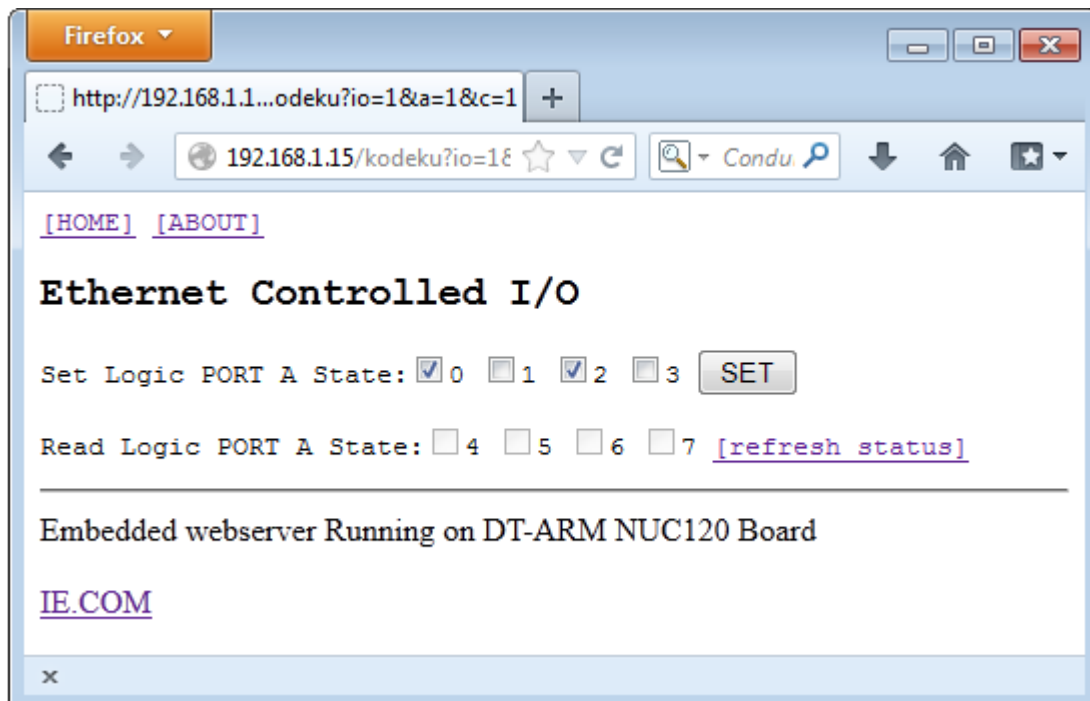 Firefox
http://192.168.1.1...odeku?io=1&a=1&c=1
192.168.1.15/kodeku?io=1& Condu
[HOME] [ABOUT]
Ethernet Controlled I/O
Set Logic PORT A State: 0 1 2 3 SET
Read Logic PORT A State: 4 5 6 7 [refresh status]
Embedded webserver Running on DT-ARM NUC120 Board
IE.COM